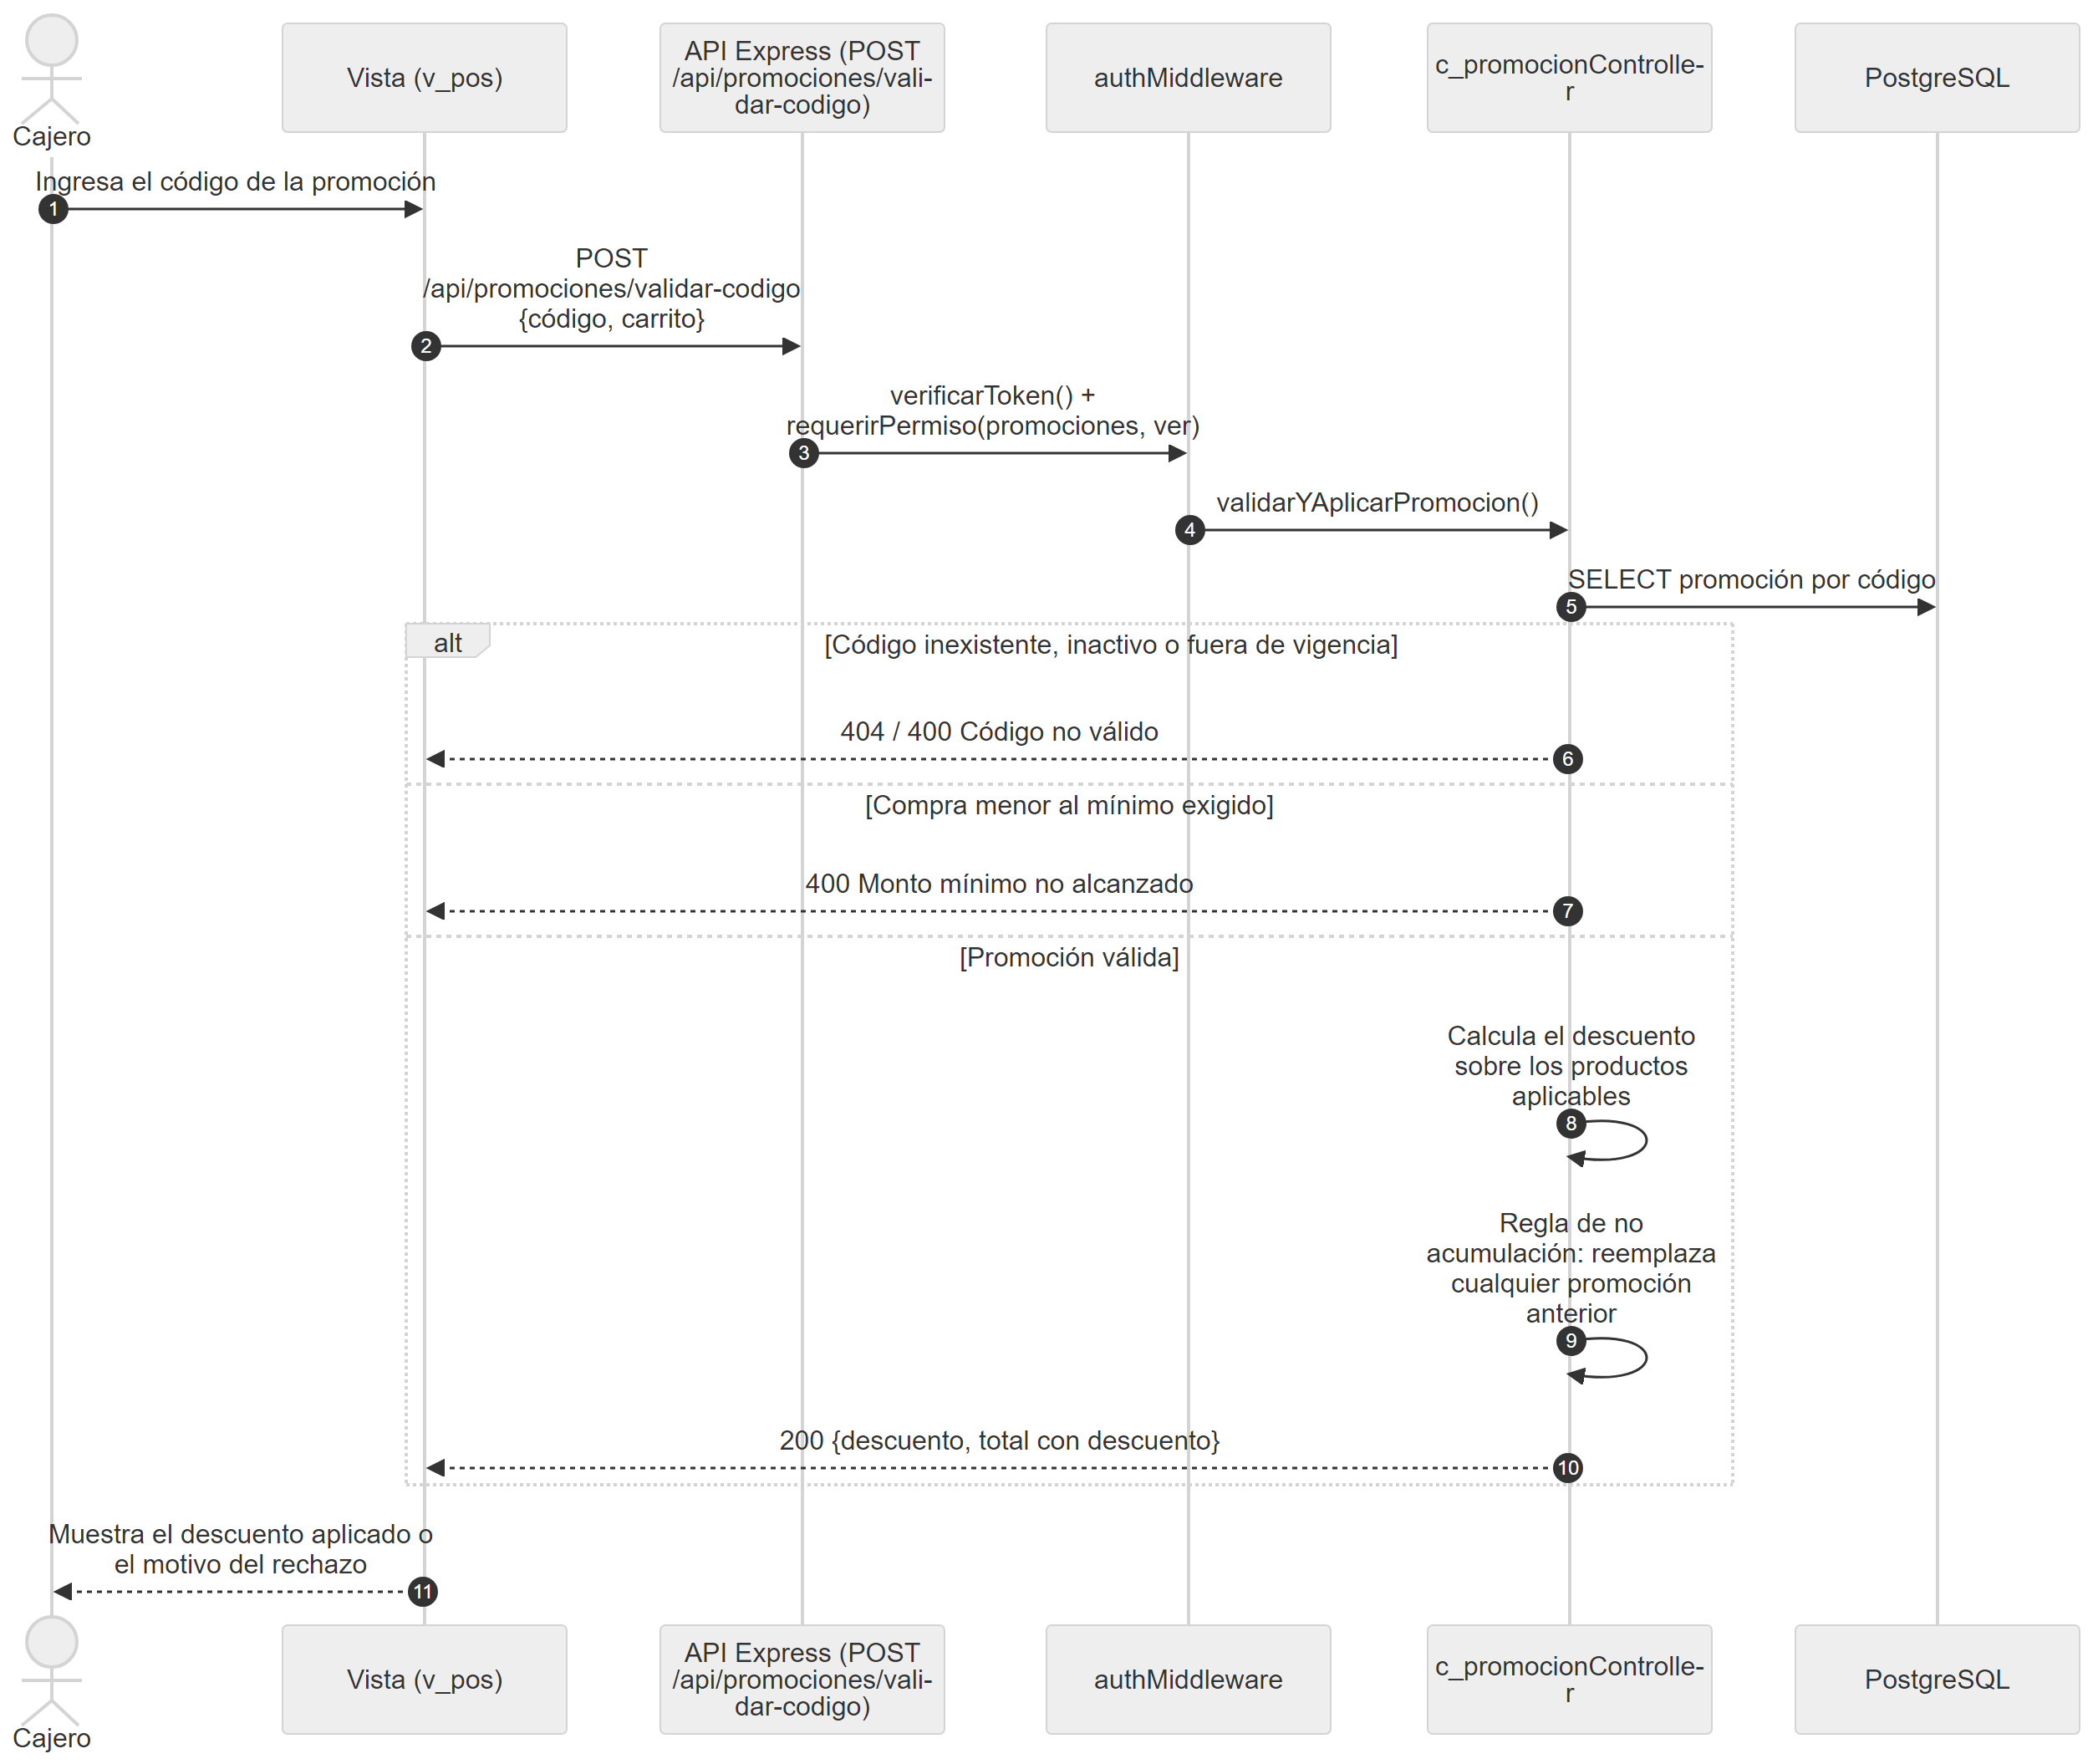 Cajero
Vista (v_pos)
API Express (POST
/api/promociones/vali-
dar-codigo)
authMiddleware
c_promocionControlle-
r
PostgreSQL
Ingresa el código de la promoción
1
POST
/api/promociones/validar-codigo
{código, carrito}
2
verificarToken() +
requerirPermiso(promociones, ver)
3
validarYAplicarPromocion()
4
SELECT promoción por código
5
alt
[Código inexistente, inactivo o fuera de vigencia]
404 / 400 Código no válido
6
[Compra menor al mínimo exigido]
400 Monto mínimo no alcanzado
7
[Promoción válida]
Calcula el descuento
sobre los productos
aplicables
8
Regla de no
acumulación: reemplaza
cualquier promoción
anterior
9
200 {descuento, total con descuento}
10
Muestra el descuento aplicado o
el motivo del rechazo
11
Cajero
Vista (v_pos)
API Express (POST
/api/promociones/vali-
dar-codigo)
authMiddleware
c_promocionControlle-
r
PostgreSQL